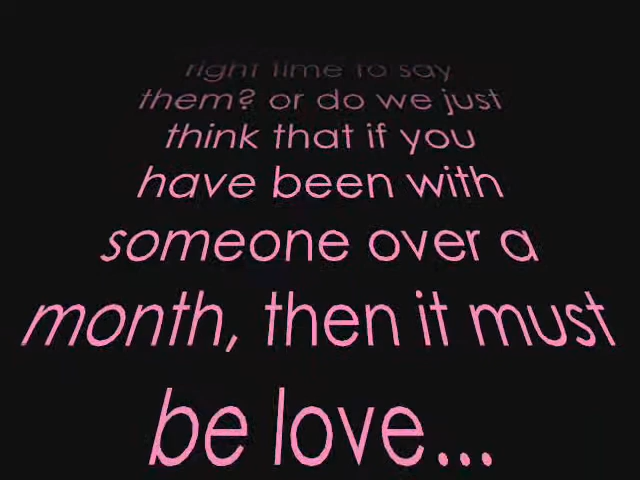 right time to say
them? or do we just
think that if you
have been with
someone over a
month, then it must
be love...